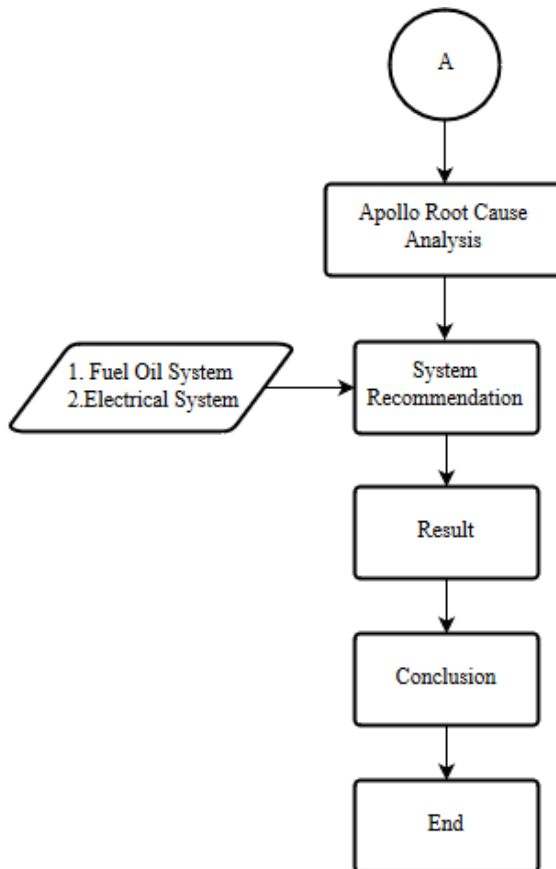 A
Apollo Root Cause
Analysis
1. Fuel Oil System
2.Electrical System
System
Recommendation
Result
Conclusion
End